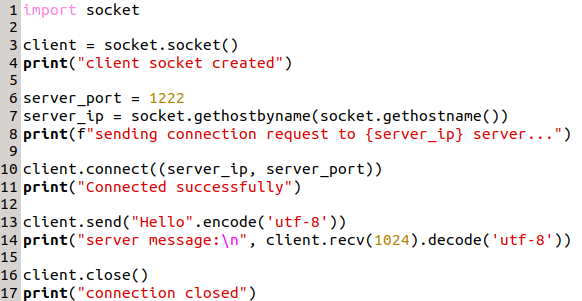 1 import socket
2
3 client = socket.socket()
4 print("client socket created")
5
6 server_port = 1222
7 server_ip = socket.gethostbyname(socket.gethostname())
8 print(f"sending connection request to {server_ip} server...")
9
10 client.connect((server_ip, server_port))
11 print("Connected successfully")
12
13 client.send("Hello".encode('utf-8'))
14 print("server message:\n", client.recv(1024).decode('utf-8'))
15
16 client.close()
17 print("connection closed")